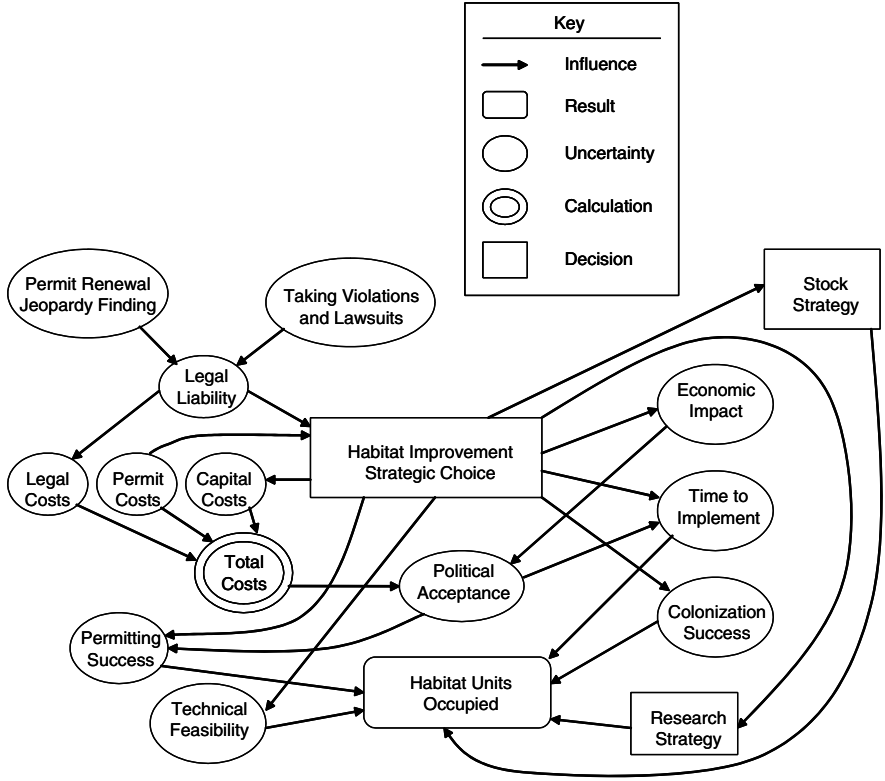 Key
Influence
Result
Uncertainty
Calculation
Decision
Permit Renewal
Jeopardy Finding
Taking Violations
and Lawsuits
Stock
Strategy
Legal
Liability
Economic
Impact
Habitat Improvement
Strategic Choice
Legal
Costs
Permit
Costs
Capital
Costs
Time to
Implement
Total
Costs
Political
Acceptance
Colonization
Success
Permitting
Success
Habitat Units
Occupied
Technical
Feasibility
Research
Strategy